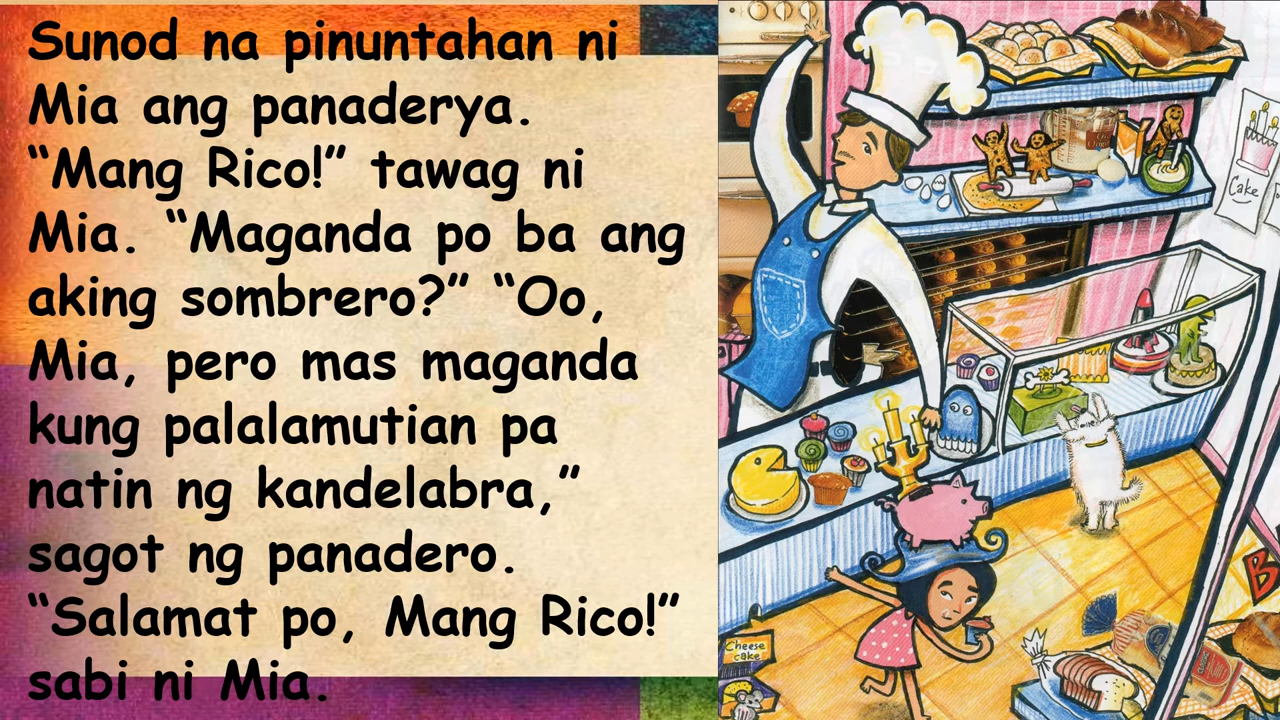 Sunod na pinuntahan ni
Mia ang panaderya.
“Mang Rico!” tawag ni
Mia. “Maganda po ba ang
aking sombrero?” “Oo,
Mia, pero mas maganda
kung palalamutian pa
natin ng kandelabra,”
sagot ng panadero.
“Salamat po, Mang Rico!”
sabi ni Mia.
Cake
Cheese
cake
B